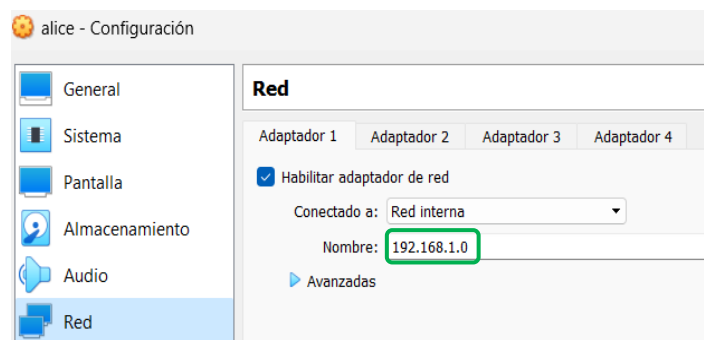 alice - Configuración
General
Sistema
Pantalla
Almacenamiento
Audio
Red
Red
Adaptador 1 Adaptador 2 Adaptador 3 Adaptador 4
Habilitar adaptador de red
Conectado a: Red interna
Nombre: 192.168.1.0
Avanzadas